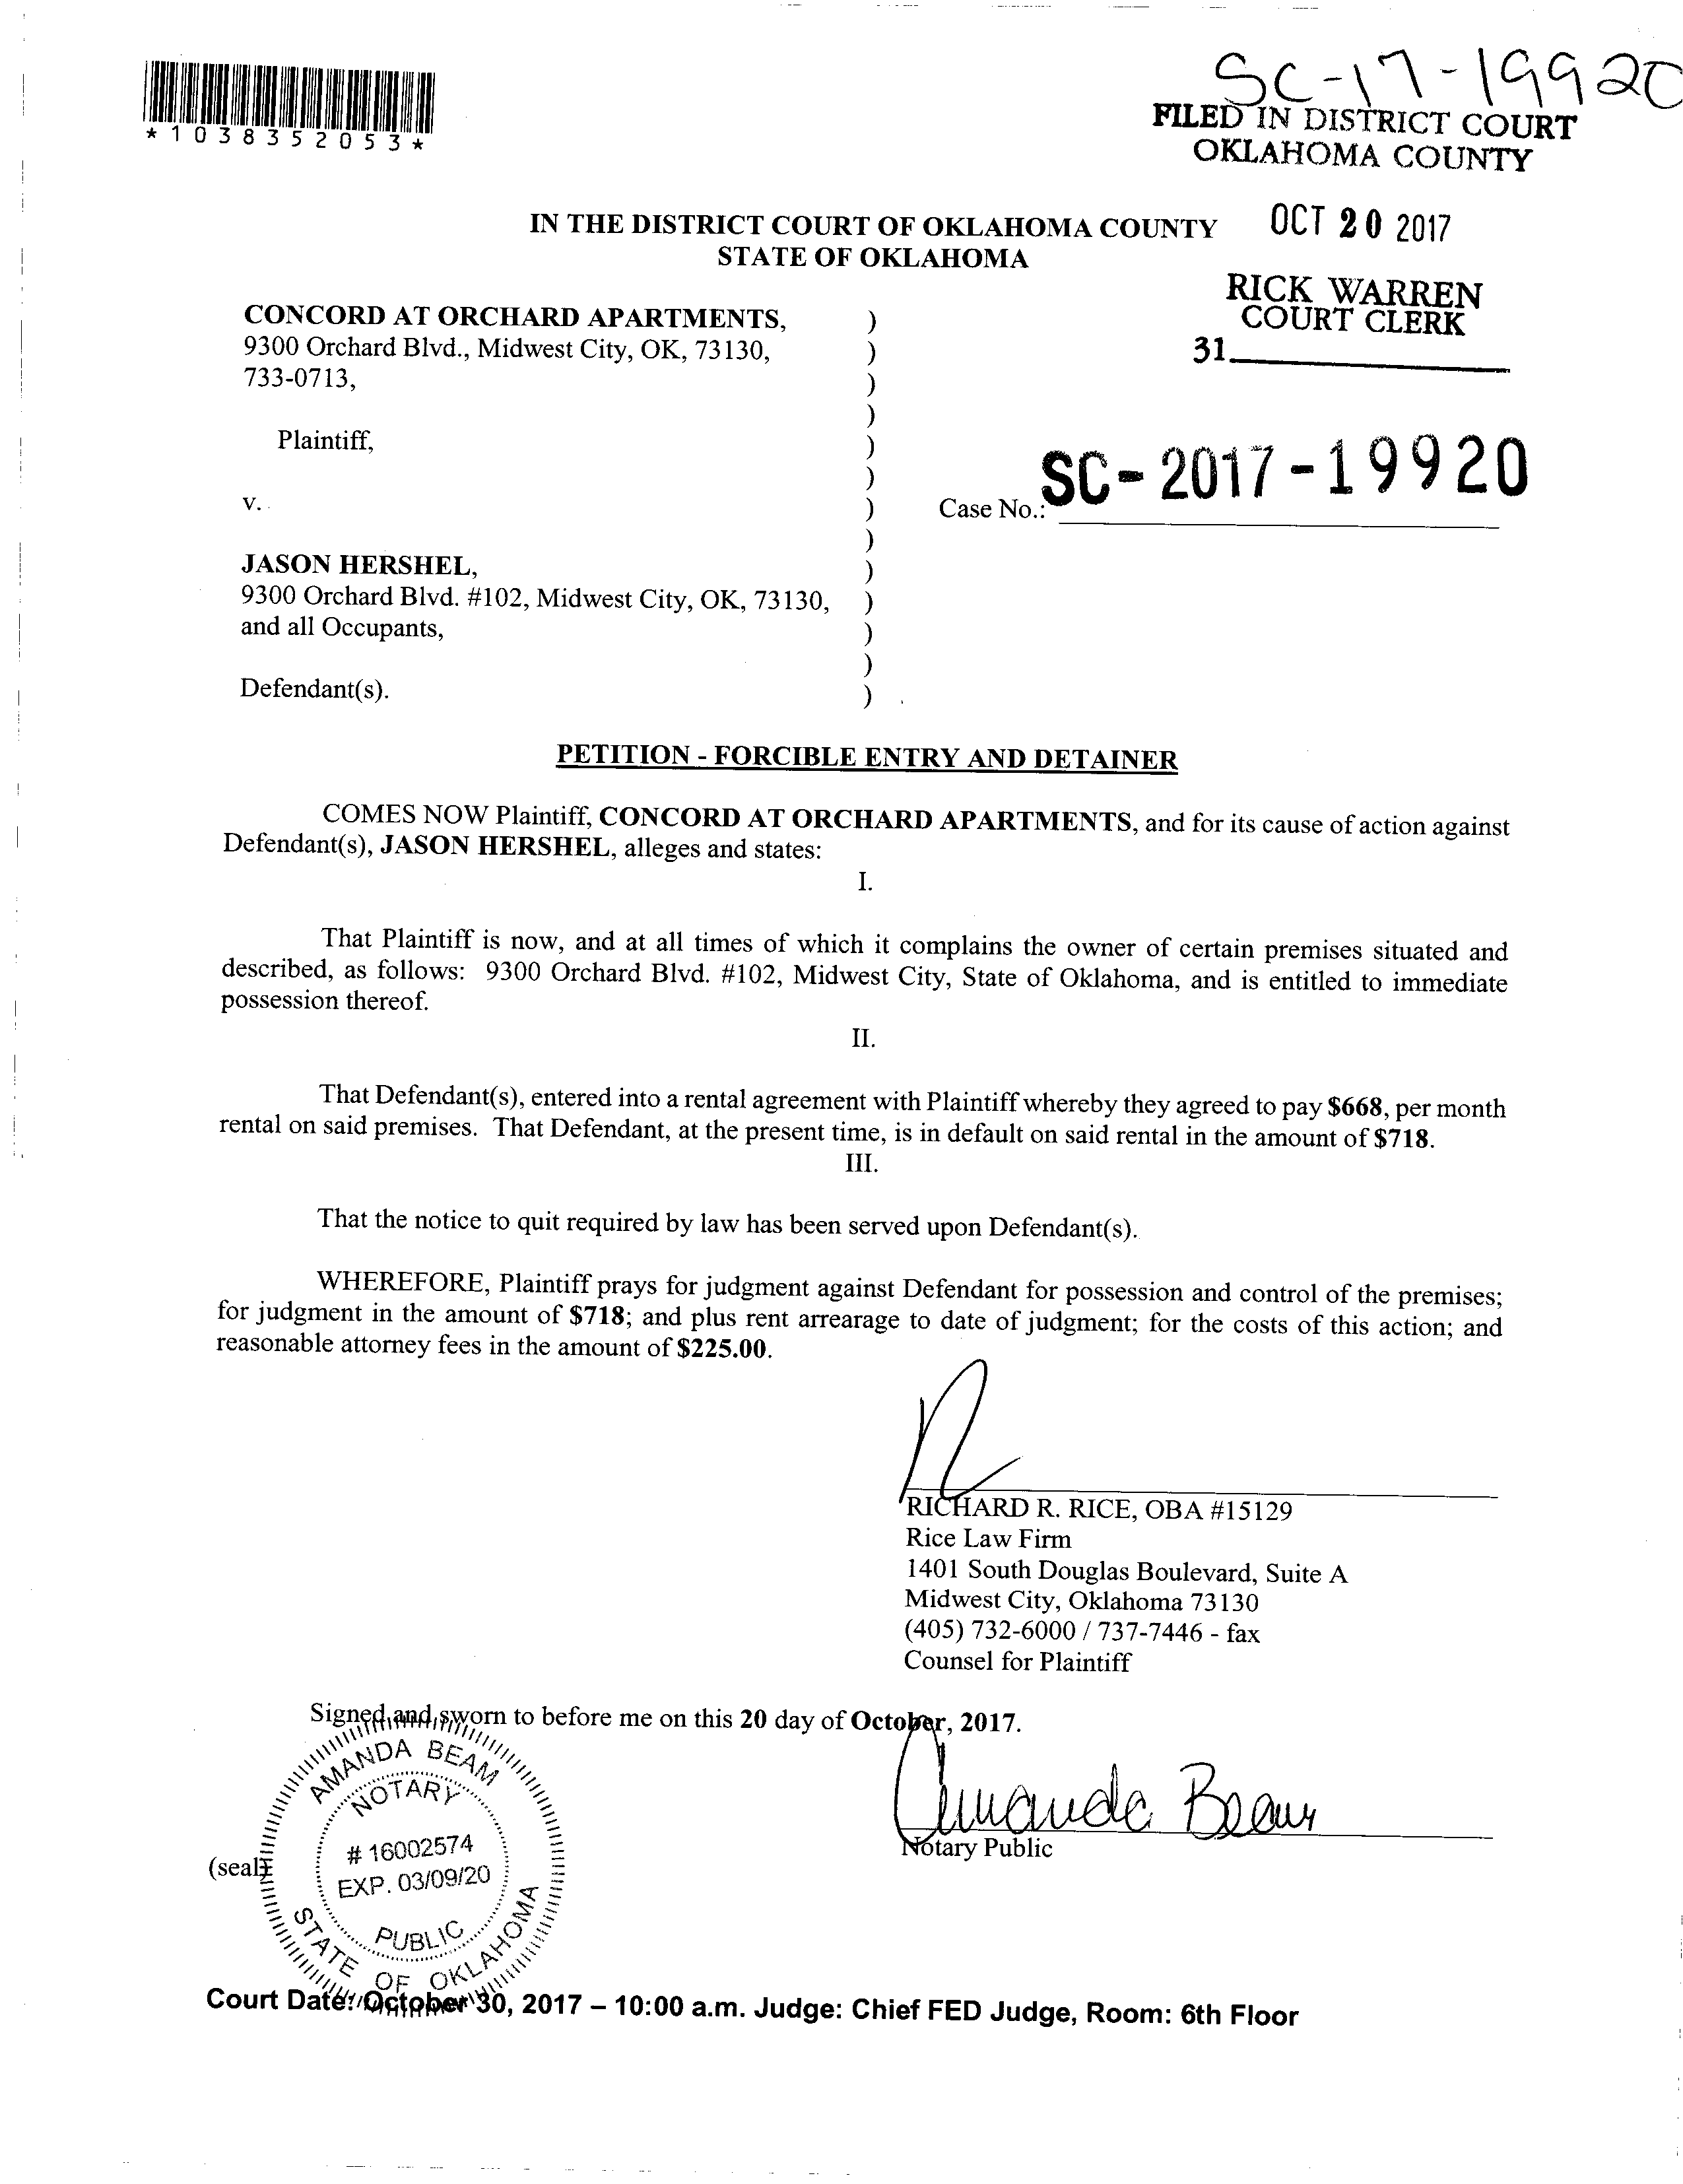 SC-17-19920
*1038352053*
FILED IN DISTRICT COURT
OKLAHOMA COUNTY
OCT 20 2017
RICK WARREN
COURT CLERK
31
IN THE DISTRICT COURT OF OKLAHOMA COUNTY
STATE OF OKLAHOMA
CONCORD AT ORCHARD APARTMENTS, )
9300 Orchard Blvd., Midwest City, OK, 73130, )
733-0713, )
)
Plaintiff, )
)
v. )
)
JASON HERSHEL, )
9300 Orchard Blvd. #102, Midwest City, OK, 73130, )
and all Occupants, )
)
Defendant(s). )
Case No.: SC-2017-19920
PETITION - FORCIBLE ENTRY AND DETAINER
COMES NOW Plaintiff, CONCORD AT ORCHARD APARTMENTS, and for its cause of action against
Defendant(s), JASON HERSHEL, alleges and states:
I.
That Plaintiff is now, and at all times of which it complains the owner of certain premises situated and
described, as follows: 9300 Orchard Blvd. #102, Midwest City, State of Oklahoma, and is entitled to immediate
possession thereof.
II.
That Defendant(s), entered into a rental agreement with Plaintiff whereby they agreed to pay $668, per month
rental on said premises. That Defendant, at the present time, is in default on said rental in the amount of $718.
III.
That the notice to quit required by law has been served upon Defendant(s).
WHEREFORE, Plaintiff prays for judgment against Defendant for possession and control of the premises;
for judgment in the amount of $718; and plus rent arrearage to date of judgment; for the costs of this action; and
reasonable attorney fees in the amount of $225.00.
RICHARD R. RICE, OBA #15129
Rice Law Firm
1401 South Douglas Boulevard, Suite A
Midwest City, Oklahoma 73130
(405) 732-6000 / 737-7446 - fax
Counsel for Plaintiff
Signed and sworn to before me on this 20 day of October, 2017.
Amanda Beam
Notary Public
(seal)
AMANDA BEAM
NOTARY
# 16002574
EXP. 03/09/20
PUBLIC
STATE OF OKLAHOMA
Court Date: October 30, 2017 – 10:00 a.m. Judge: Chief FED Judge, Room: 6th Floor